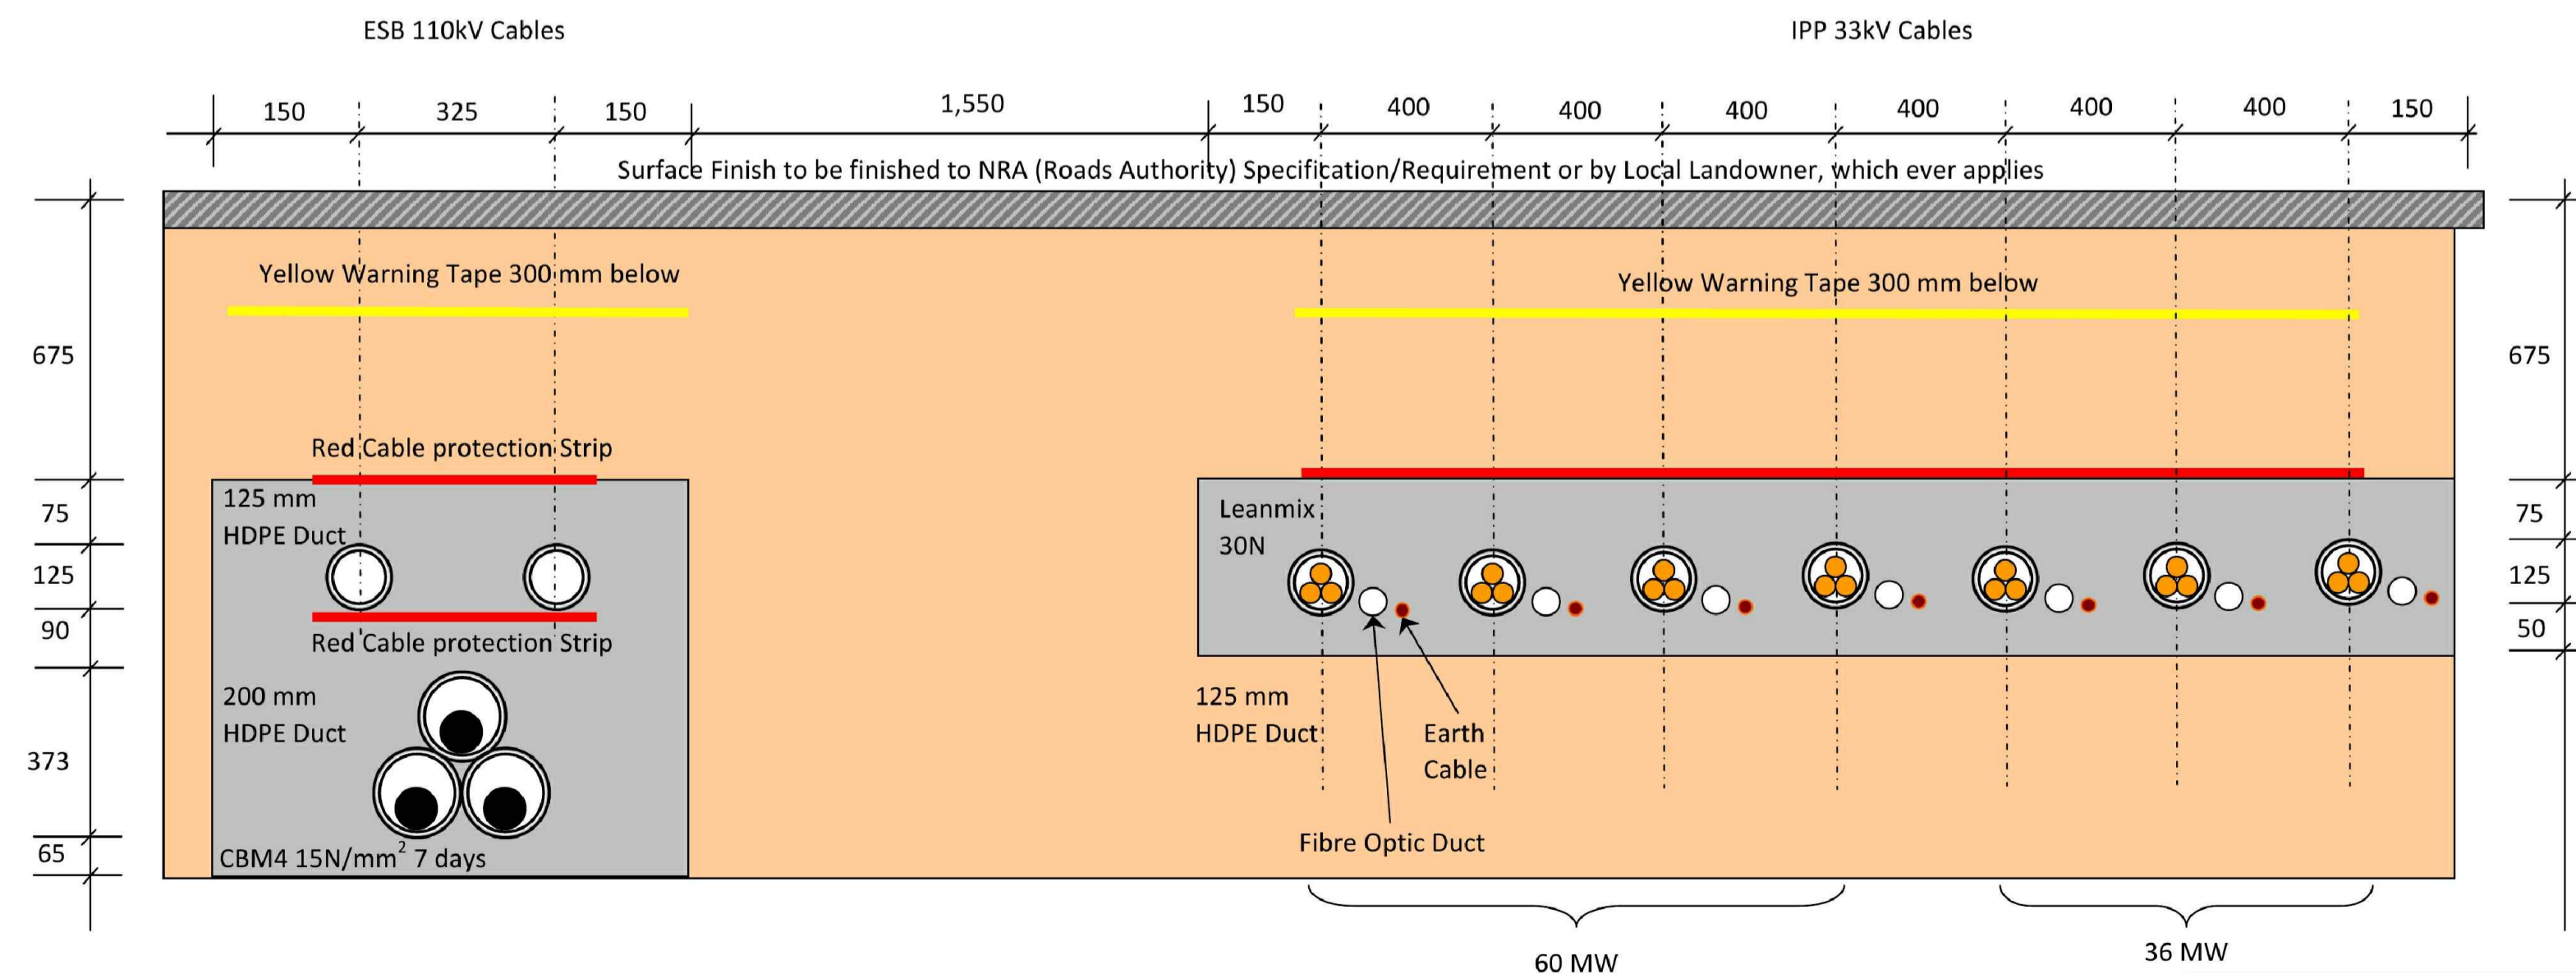 ESB 110kV Cables
IPP 33kV Cables
150
325
150
1,550
150
400
400
400
400
400
400
150
Surface Finish to be finished to NRA (Roads Authority) Specification/Requirement or by Local Landowner, which ever applies
Yellow Warning Tape 300 mm below
Yellow Warning Tape 300 mm below
675
675
Red Cable protection Strip
125 mm
HDPE Duct
75
Leanmix
30N
75
125
125
90
50
Red Cable protection Strip
200 mm
HDPE Duct
125 mm
HDPE Duct
Earth
Cable
373
Fibre Optic Duct
65
CBM4 15N/mm² 7 days
60 MW
36 MW